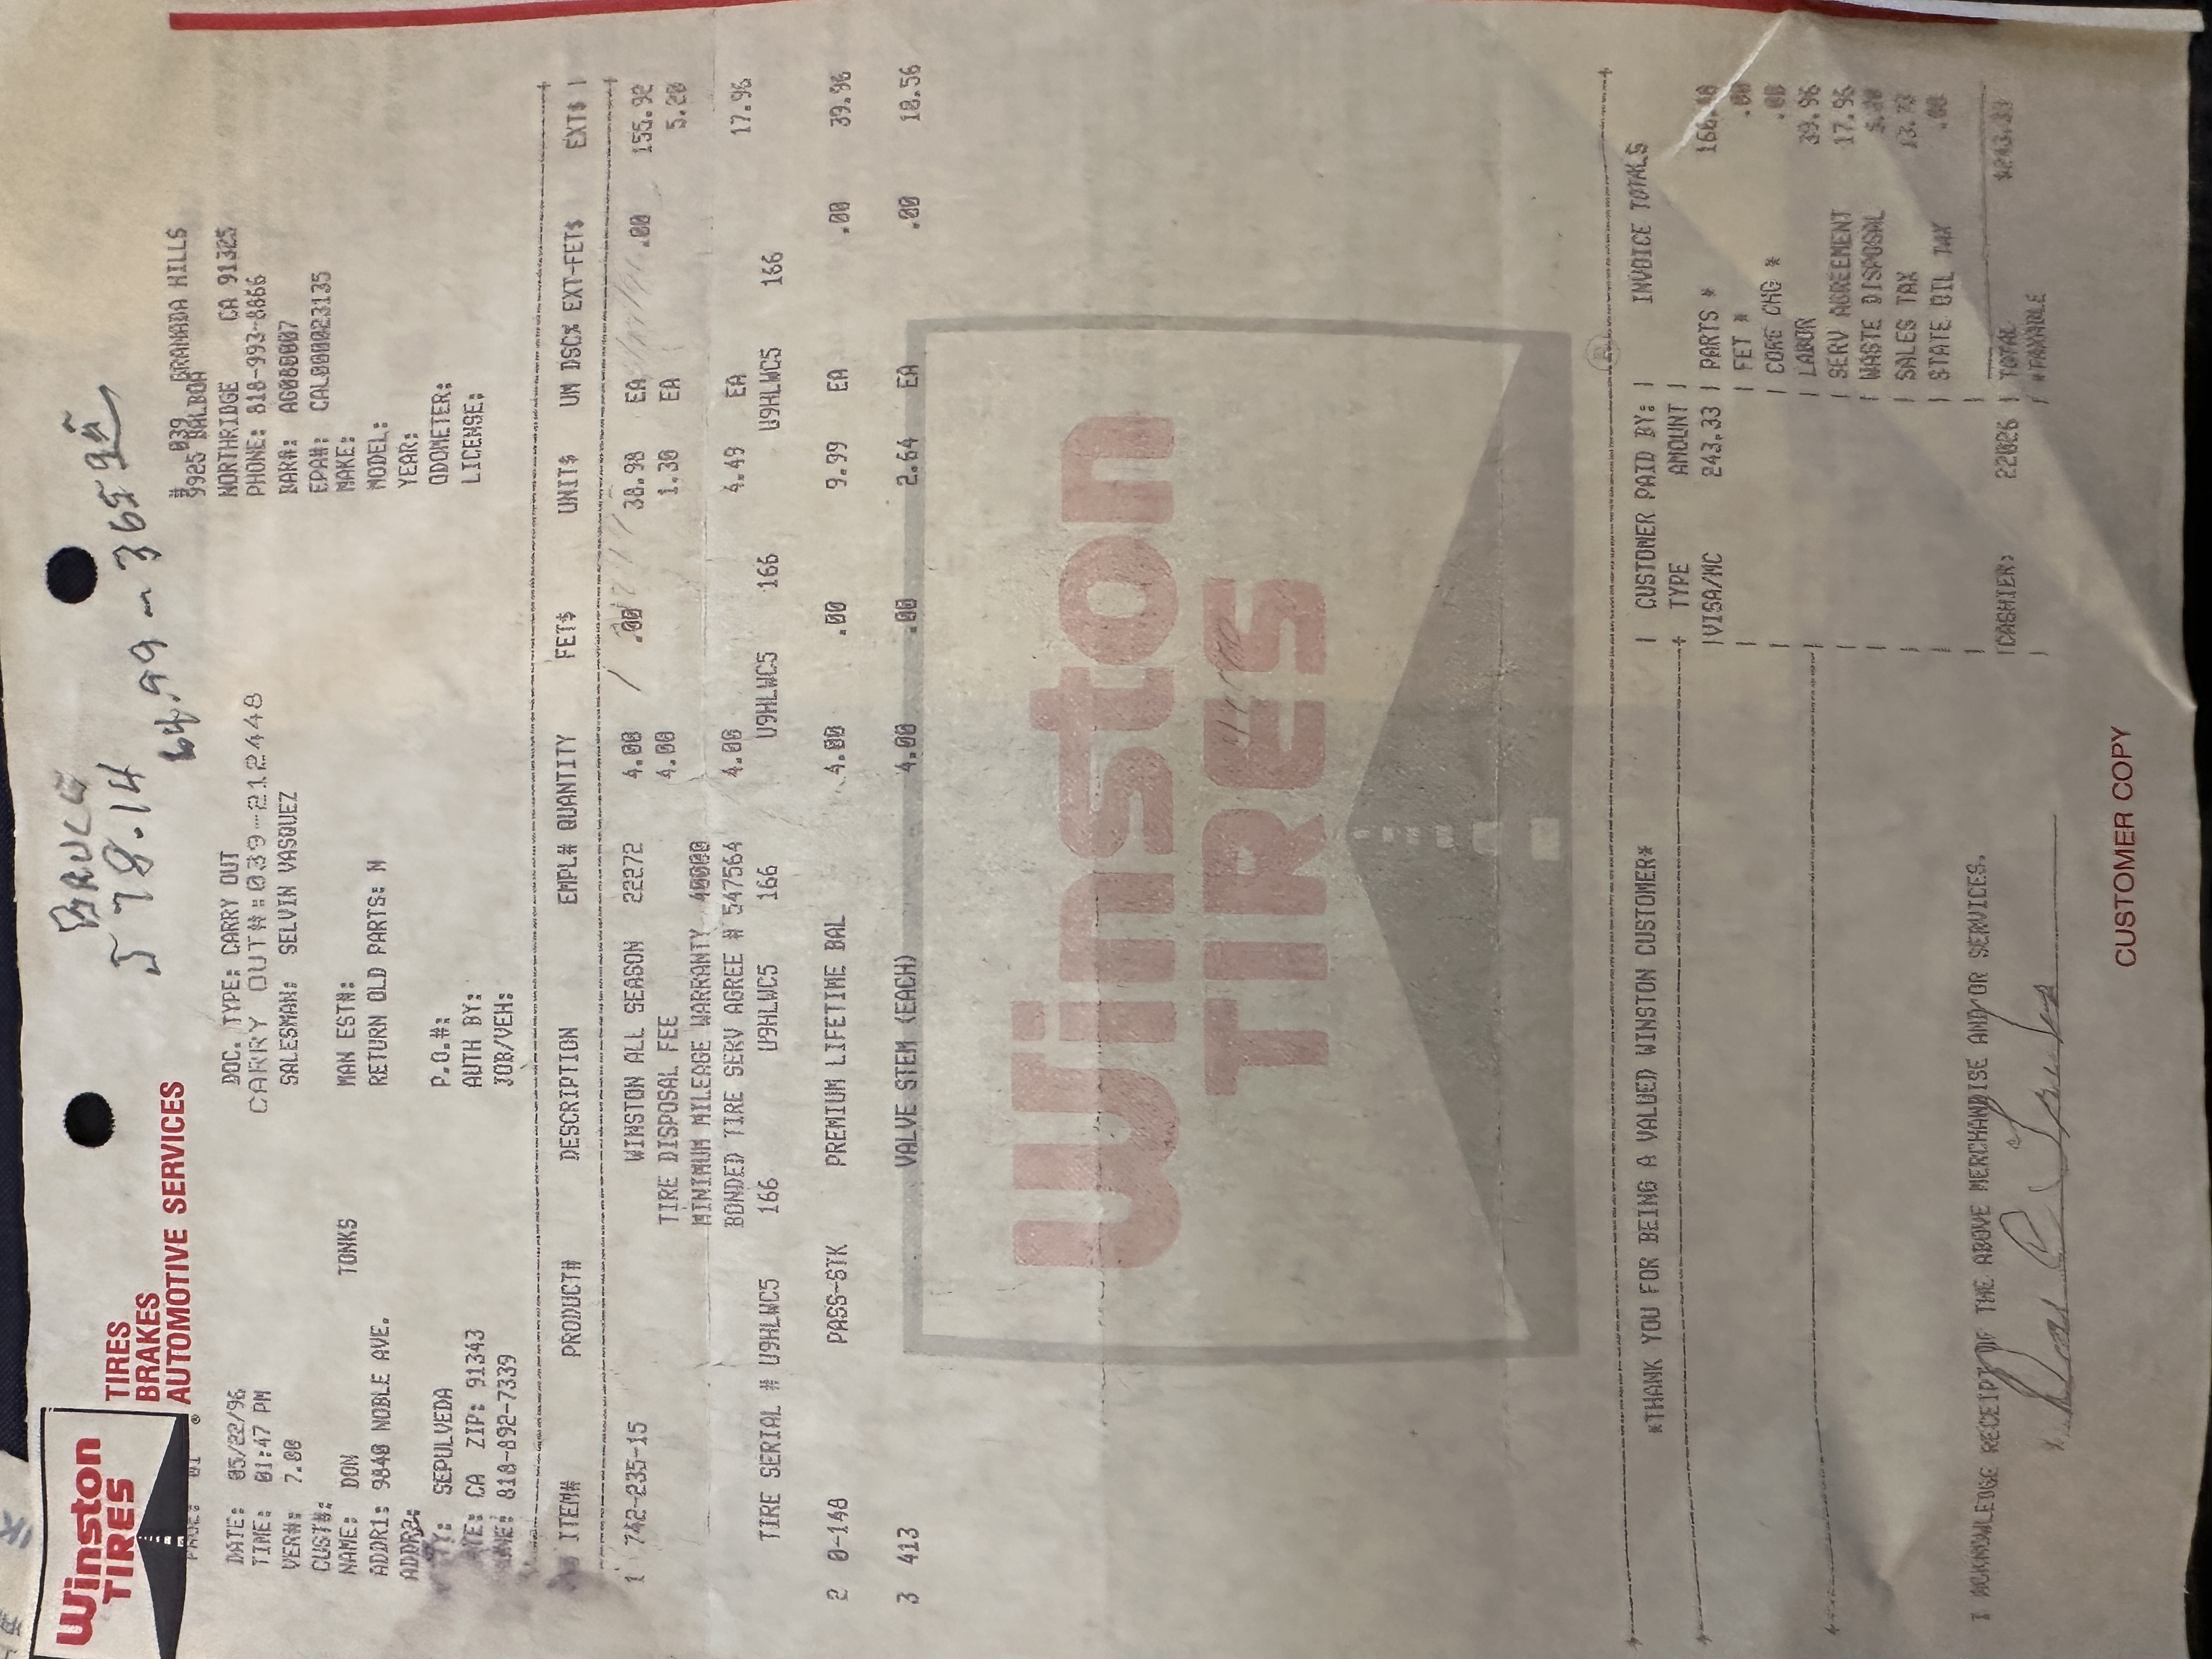 Winston
TIRES
TIRES
BRAKES
AUTOMOTIVE SERVICES
®
BRUCE
578.14
64.99 - 365 95
# 039 GRANADA HILLS
9925 BALBOA
NORTHRIDGE CA 91325
PHONE: 818-993-8866
BAR#: AG080007
EPA#: CAL000023135
MAKE:
MODEL:
YEAR:
ODOMETER:
LICENSE:
DOC. TYPE: CARRY OUT
CARRY OUT#:039-212448
SALESMAN: SELVIN VASQUEZ
MAN EST#:
RETURN OLD PARTS: N
P.O.#:
AUTH BY:
JOB/VEH:
DATE: 05/22/96
TIME: 01:47 PM
VER#: 7.00
CUST#:
NAME: DON TONKS
ADDR1: 9840 NOBLE AVE.
ADDR2:
SEPULVEDA
CA ZIP: 91343
818-892-7339
ITEM# PRODUCT# DESCRIPTION EMPL# QUANTITY FET$ UNIT$ UM DSC% EXT-FET$ EXT$
1 742-235-15 WINSTON ALL SEASON 22272 4.00 .00 38.98 EA .00 155.92
TIRE DISPOSAL FEE 4.00 1.30 EA 5.20
MINIMUM MILEAGE WARRANTY 40000
BONDED TIRE SERV AGREE # 547564 4.00 4.49 EA 17.96
TIRE SERIAL # U9HLWC5 166 U9HLWC5 166 U9HLWC5 166 U9HLWC5 166
2 0-148 PASS-STK PREMIUM LIFETIME BAL 4.00 .00 9.99 EA .00 39.96
3 413 VALVE STEM (EACH) 4.00 .00 2.64 EA .00 10.56
Winston
TIRES
*THANK YOU FOR BEING A VALUED WINSTON CUSTOMER*
CUSTOMER PAID BY:
TYPE AMOUNT
VISA/MC 243.33
INVOICE TOTALS
PARTS * 166.48
FET * .00
CORE CHG * .00
LABOR 39.96
SERV AGREEMENT 17.96
WASTE DISPOSAL 5.20
SALES TAX 13.73
STATE OIL TAX .00
CASHIER: 22026
TOTAL $243.33
*TAXABLE
I ACKNOWLEDGE RECEIPT OF THE ABOVE MERCHANDISE AND/OR SERVICES.
CUSTOMER COPY